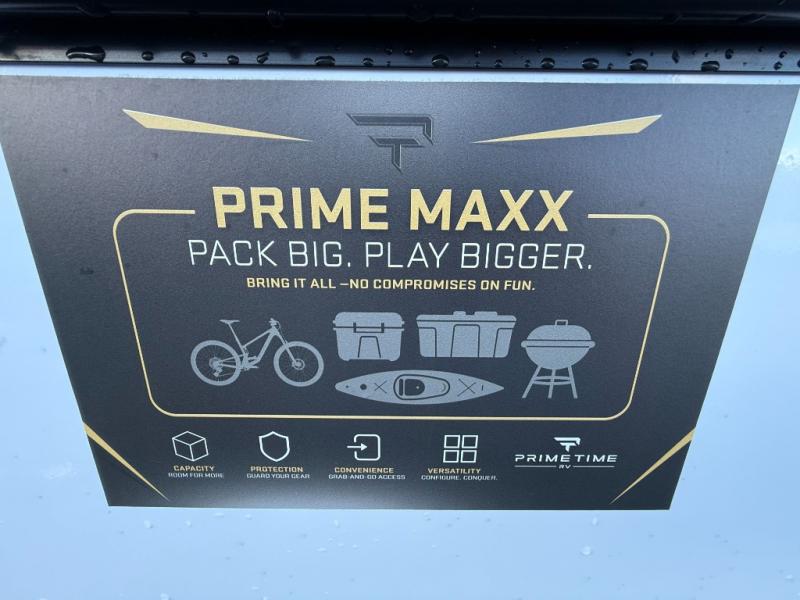 PRIME MAXX
PACK BIG. PLAY BIGGER.
BRING IT ALL –NO COMPROMISES ON FUN.
CAPACITY
ROOM FOR MORE
PROTECTION
GUARD YOUR GEAR
CONVENIENCE
GRAB-AND-GO ACCESS
VERSATILITY
CONFIGURE. CONQUER.
PRIME TIME
RV